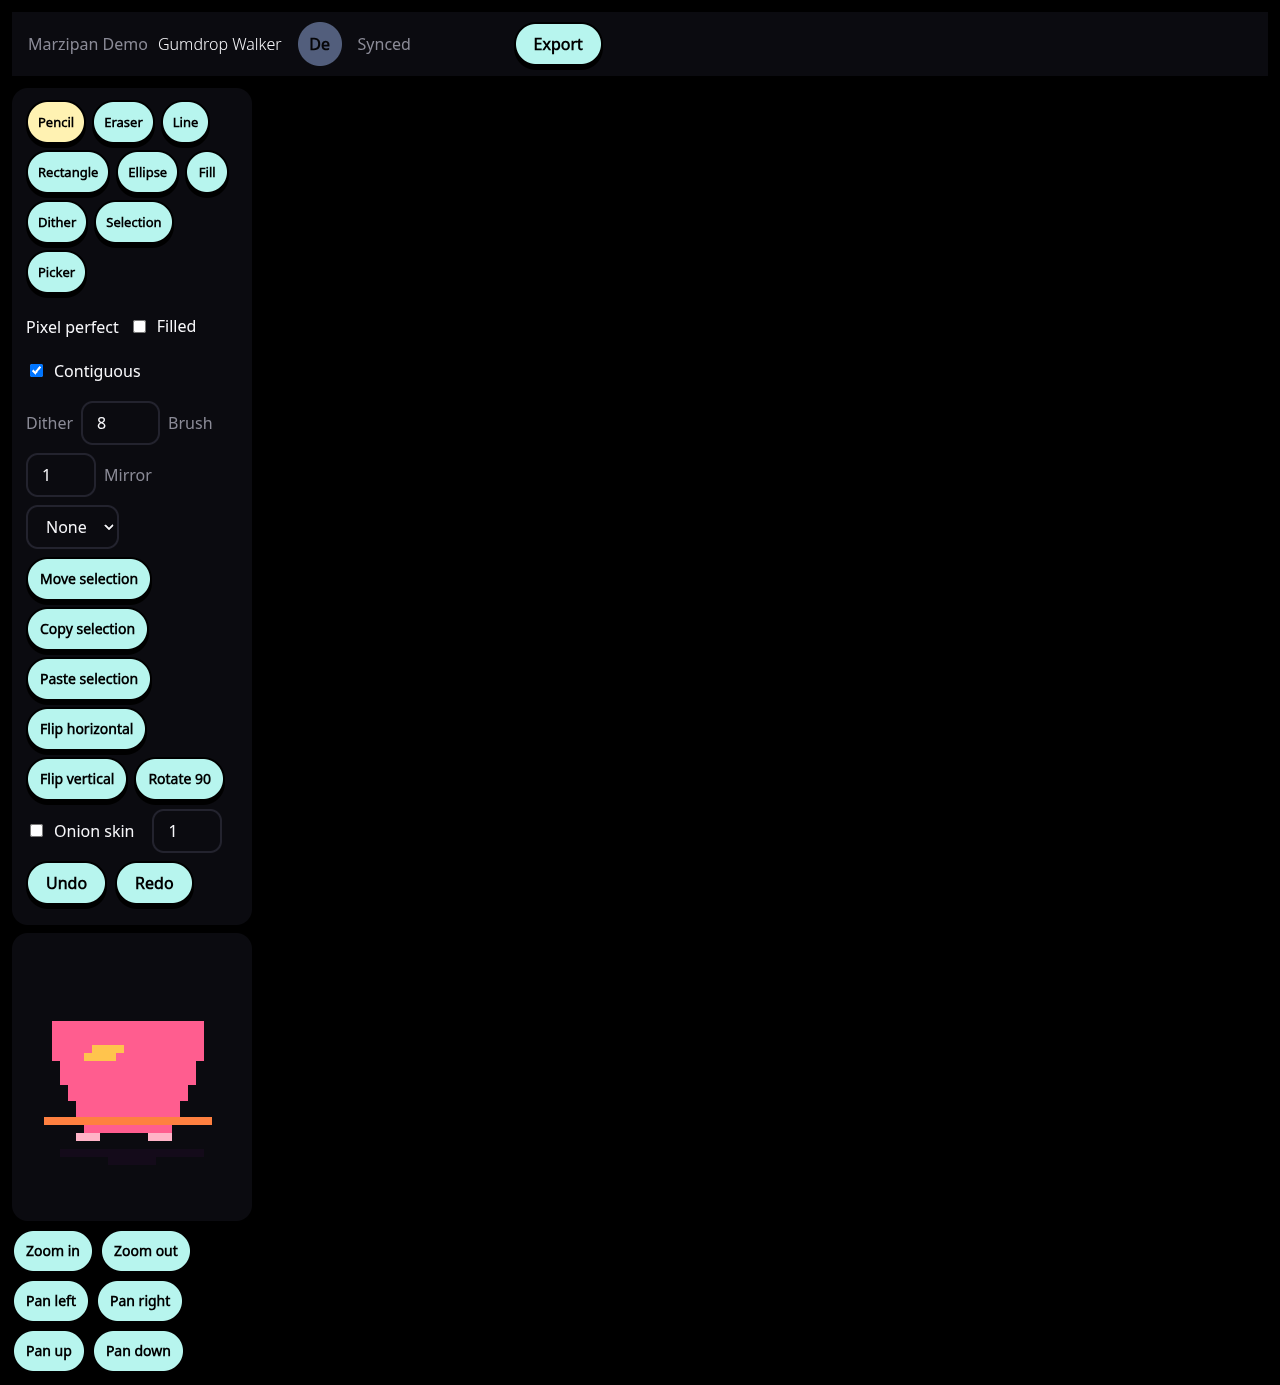 Marzipan Demo Gumdrop Walker De Synced Export
Pencil Eraser Line
Rectangle Ellipse Fill
Dither Selection
Picker
Pixel perfect Filled
Contiguous
Dither 8 Brush
1 Mirror
None
Move selection
Copy selection
Paste selection
Flip horizontal
Flip vertical Rotate 90
Onion skin 1
Undo Redo
Zoom in Zoom out
Pan left Pan right
Pan up Pan down